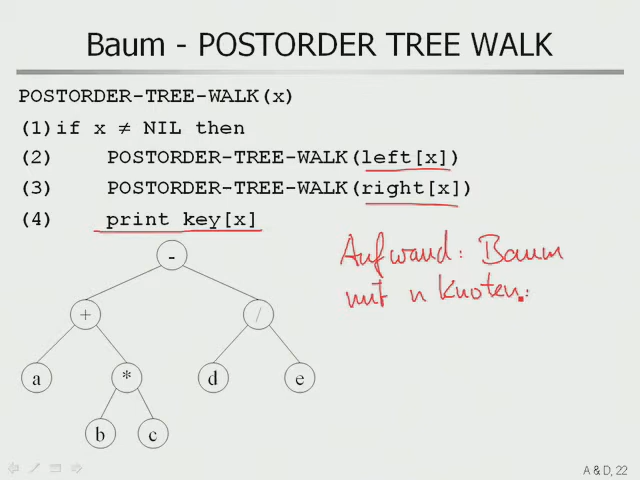 Baum - POSTORDER TREE WALK
POSTORDER-TREE-WALK(x)
(1)if x ≠ NIL then
(2) POSTORDER-TREE-WALK(left[x])
(3) POSTORDER-TREE-WALK(right[x])
(4) print key[x]
Aufwand: Baum
mit n Knoten:
-
+ /
a * d e
b c
A & D, 22